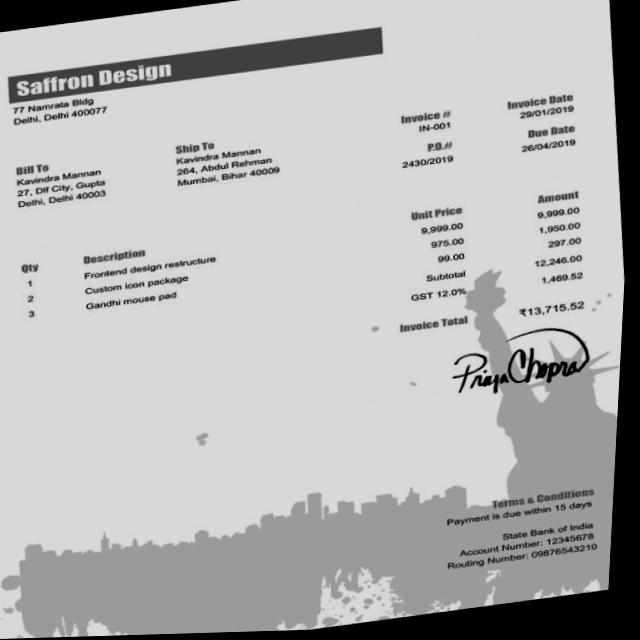 Saffron Design
77 Namrata Bldg
Delhi, Delhi 400077
Bill To
Kavindra Mannan
27, Dlf City, Gupta
Delhi, Delhi 40003
Ship To
Kavindra Mannan
264, Abdul Rehman
Mumbai, Bihar 40009
Invoice #
IN-001
P.O.#
2430/2019
Invoice Date
29/01/2019
Due Date
26/04/2019
Qty Description Unit Price Amount
1 Frontend design restructure 9,999.00 9,999.00
2 Custom icon package 975.00 1,950.00
3 Gandhi mouse pad 99.00 297.00
Subtotal 12,246.00
GST 12.0% 1,469.52
Invoice Total ₹13,715.52
Priya Chopra
Terms & Conditions
Payment is due within 15 days
State Bank of India
Account Number: 12345678
Routing Number: 09876543210